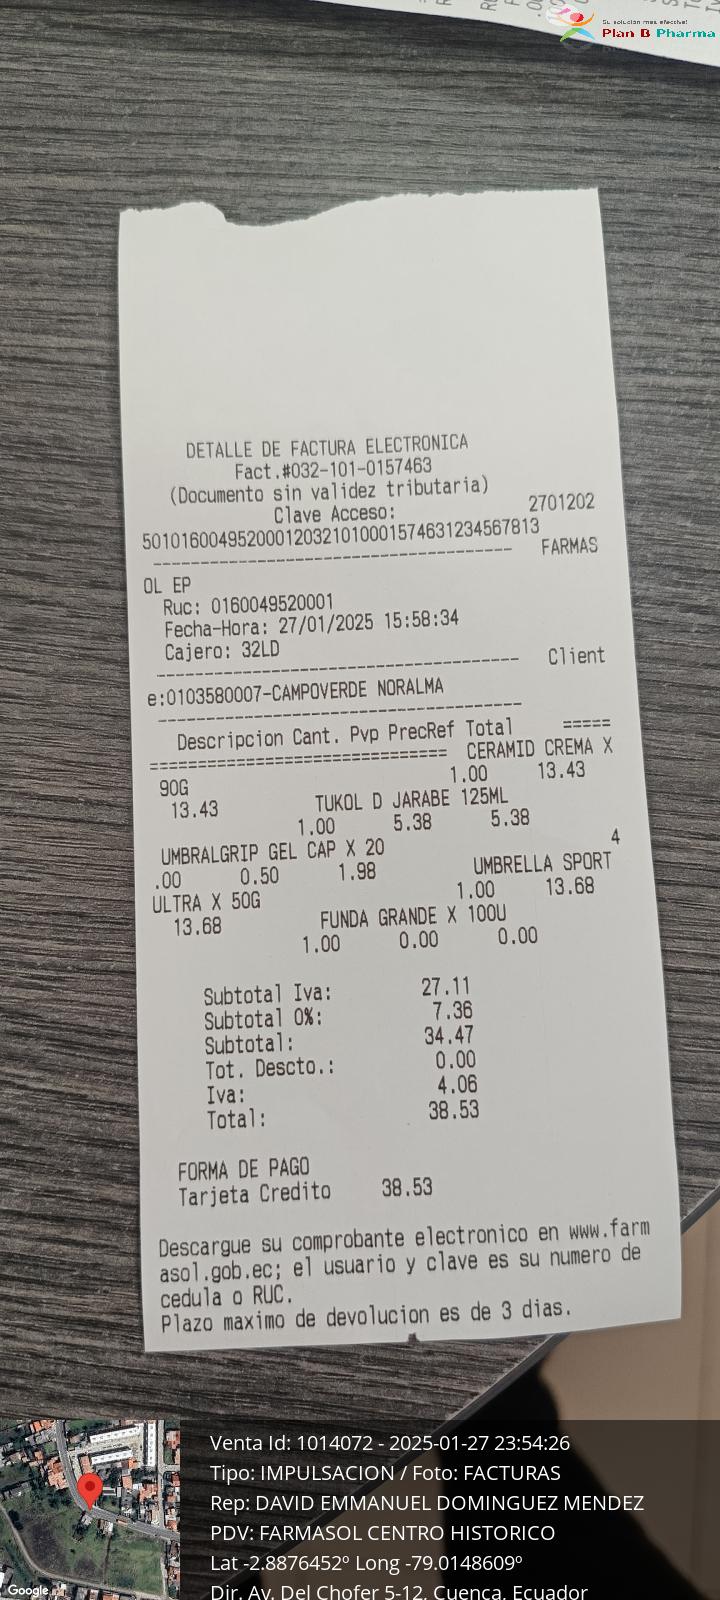 Su solucion mas efectiva!
Plan B Pharma
DETALLE DE FACTURA ELECTRONICA
Fact.#032-101-0157463
(Documento sin validez tributaria)
Clave Acceso: 2701202
501016004952000120321010001574631234567813
---------------------------------- FARMAS
OL EP
Ruc: 0160049520001
Fecha-Hora: 27/01/2025 15:58:34
Cajero: 32LD
---------------------------------- Client
e:0103580007-CAMPOVERDE NORALMA
----------------------------------
Descripcion Cant. Pvp PrecRef Total =====
============================== CERAMID CREMA X
90G 1.00 13.43
13.43 TUKOL D JARABE 125ML
1.00 5.38 5.38
UMBRALGRIP GEL CAP X 20 4
.00 0.50 1.98 UMBRELLA SPORT
ULTRA X 50G 1.00 13.68
13.68 FUNDA GRANDE X 100U
1.00 0.00 0.00
Subtotal Iva: 27.11
Subtotal 0%: 7.36
Subtotal: 34.47
Tot. Descto.: 0.00
Iva: 4.06
Total: 38.53
FORMA DE PAGO
Tarjeta Credito 38.53
Descargue su comprobante electronico en www.farm
asol.gob.ec; el usuario y clave es su numero de
cedula o RUC.
Plazo maximo de devolucion es de 3 dias.
Venta Id: 1014072 - 2025-01-27 23:54:26
Tipo: IMPULSACION / Foto: FACTURAS
Rep: DAVID EMMANUEL DOMINGUEZ MENDEZ
PDV: FARMASOL CENTRO HISTORICO
Lat -2.8876452º Long -79.0148609º
Dir. Av. Del Chofer 5-12, Cuenca, Ecuador
Google